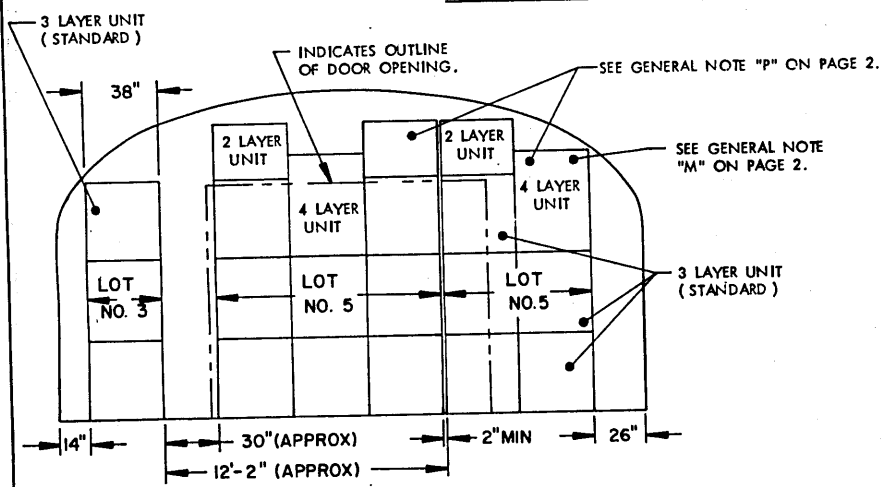 3 LAYER UNIT
( STANDARD )
38"
INDICATES OUTLINE
OF DOOR OPENING.
SEE GENERAL NOTE "P" ON PAGE 2.
SEE GENERAL NOTE
"M" ON PAGE 2.
2 LAYER
UNIT
2 LAYER
UNIT
4 LAYER
UNIT
4 LAYER
UNIT
3 LAYER UNIT
( STANDARD )
LOT
NO. 3
LOT
NO. 5
LOT
NO.5
14"
30"(APPROX)
2"MIN
26"
12'-2" (APPROX)